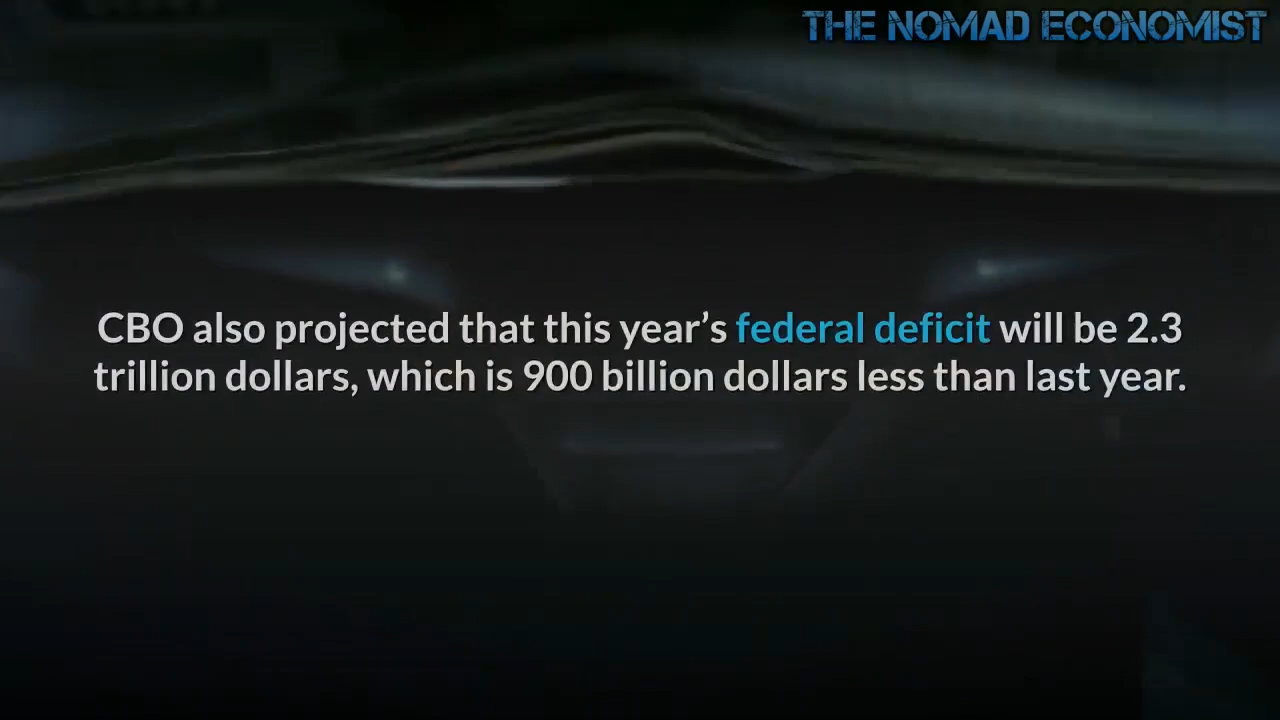 THE NOMAD ECONOMIST
CBO also projected that this year’s federal deficit will be 2.3
trillion dollars, which is 900 billion dollars less than last year.